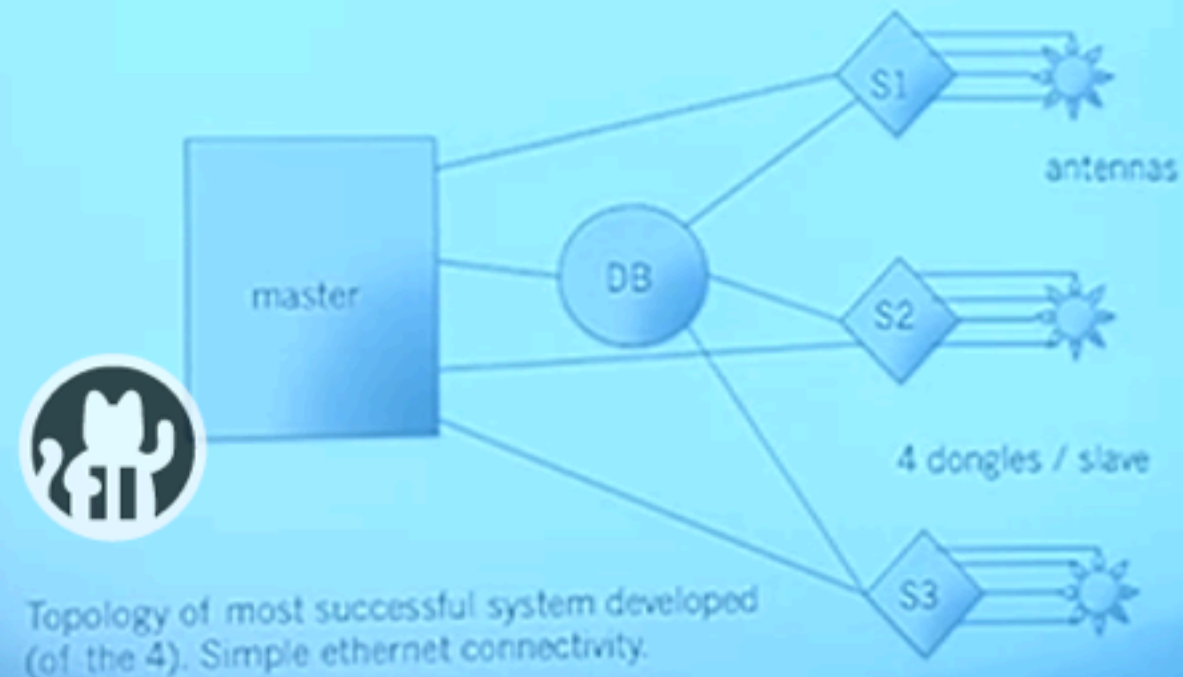 S1
antennas
master
DB
S2
4 dongles / slave
S3
Topology of most successful system developed
(of the 4). Simple ethernet connectivity.